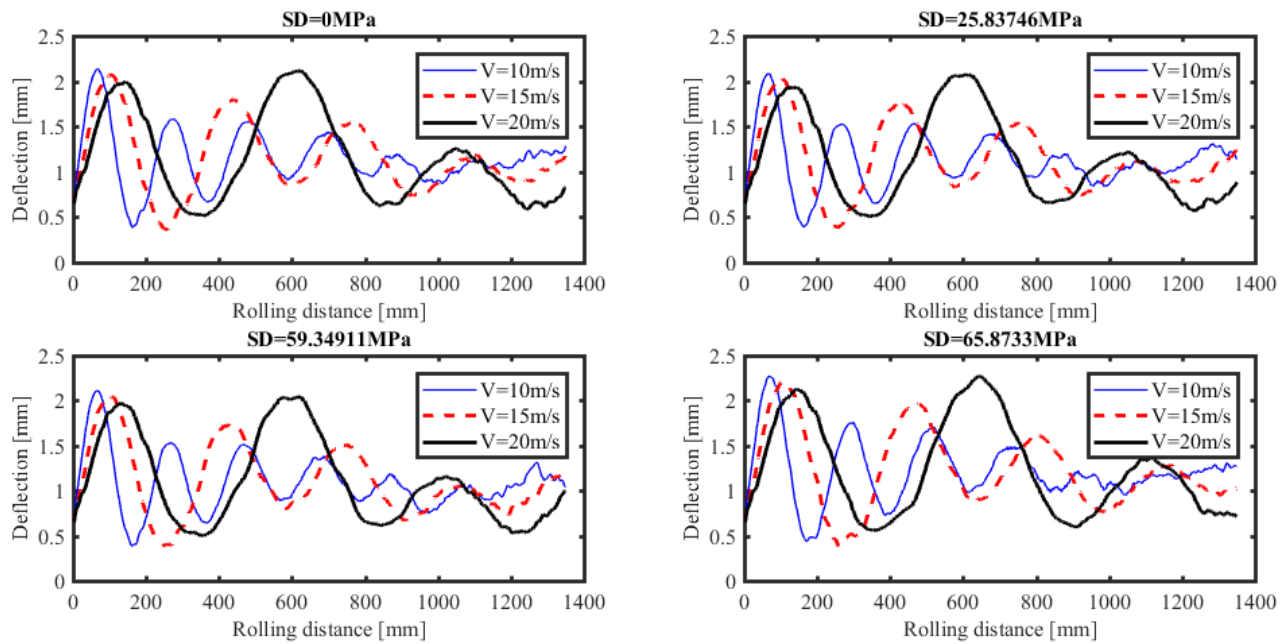 SD=0MPa
Deflection [mm]
2.5
2
1.5
1
0.5
0
V=10m/s
V=15m/s
V=20m/s
0 200 400 600 800 1000 1200 1400
Rolling distance [mm]
SD=25.83746MPa
Deflection [mm]
2.5
2
1.5
1
0.5
0
V=10m/s
V=15m/s
V=20m/s
0 200 400 600 800 1000 1200 1400
Rolling distance [mm]
SD=59.34911MPa
Deflection [mm]
2.5
2
1.5
1
0.5
0
V=10m/s
V=15m/s
V=20m/s
0 200 400 600 800 1000 1200 1400
Rolling distance [mm]
SD=65.8733MPa
Deflection [mm]
2.5
2
1.5
1
0.5
0
V=10m/s
V=15m/s
V=20m/s
0 200 400 600 800 1000 1200 1400
Rolling distance [mm]